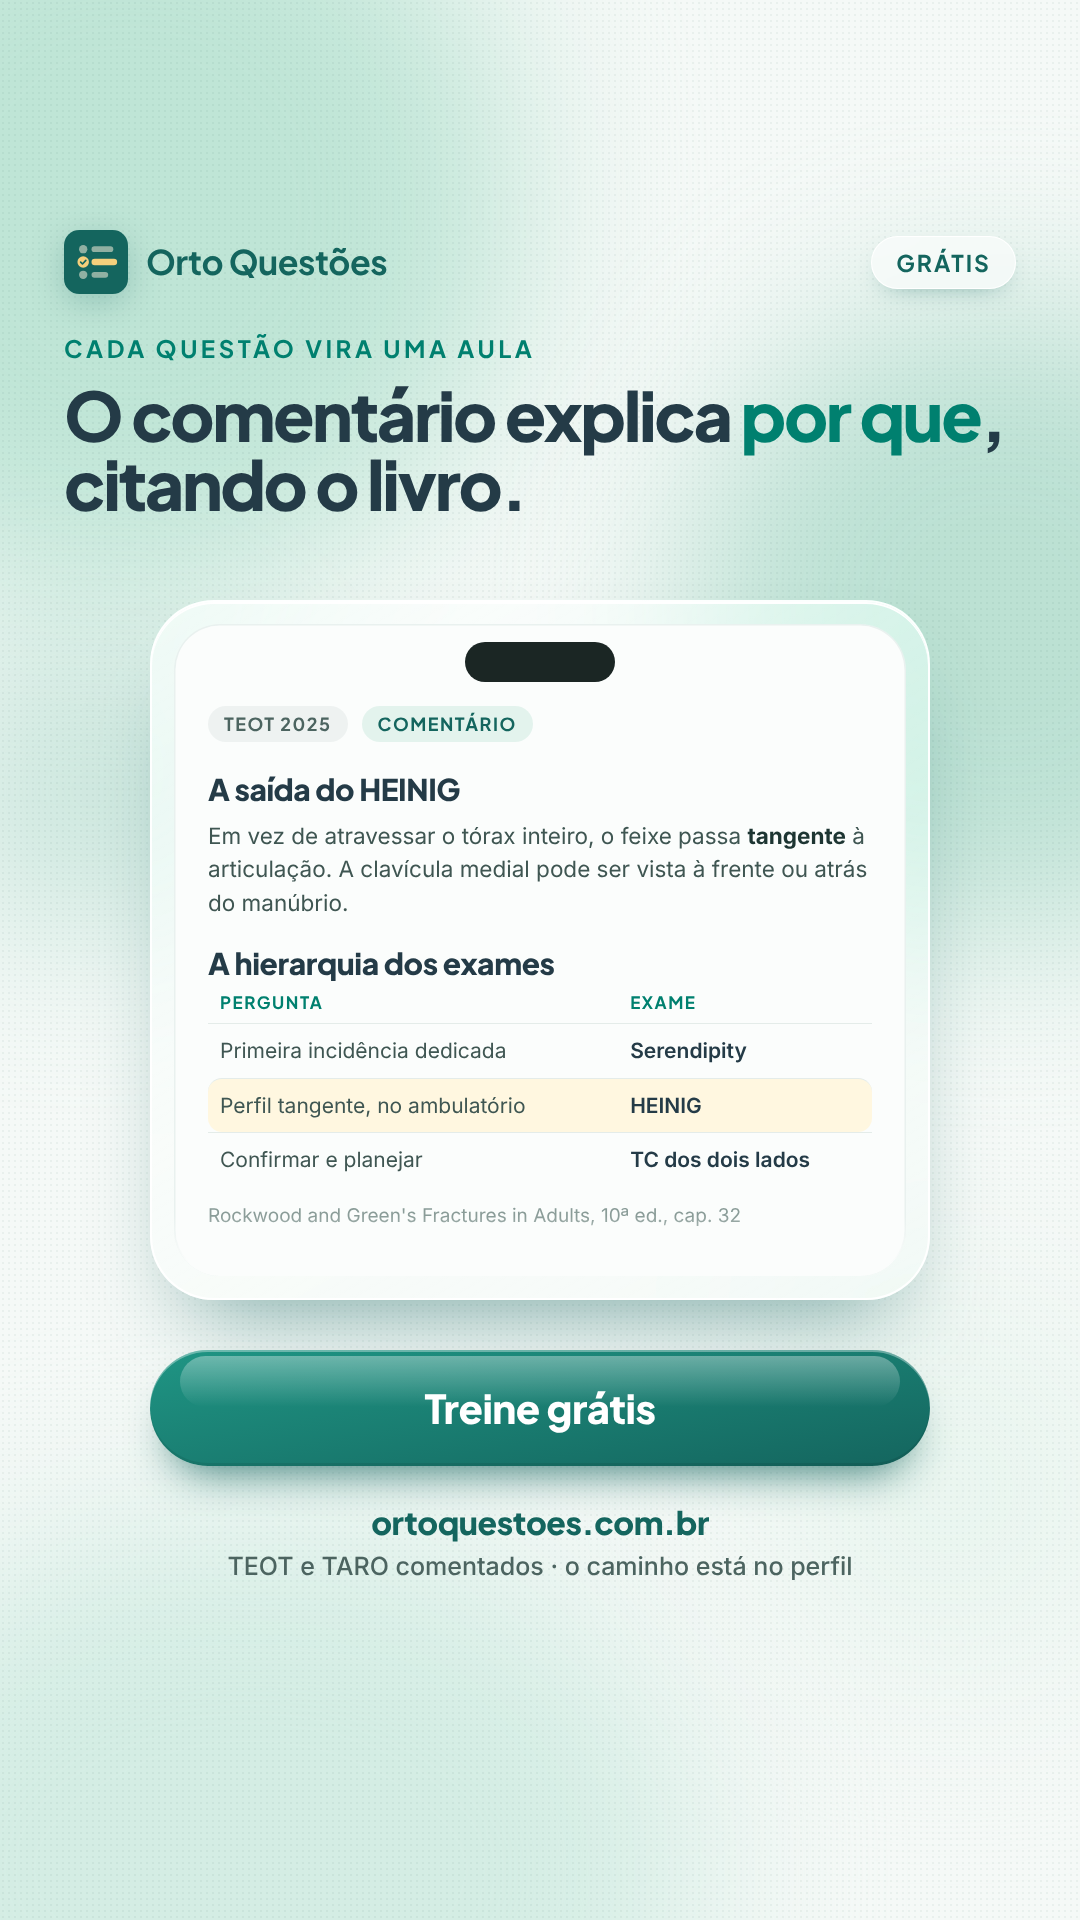 Orto Questões
GRÁTIS
CADA QUESTÃO VIRA UMA AULA
O comentário explica por que,
citando o livro.
TEOT 2025
COMENTÁRIO
A saída do HEINIG
Em vez de atravessar o tórax inteiro, o feixe passa tangente à
articulação. A clavícula medial pode ser vista à frente ou atrás
do manúbrio.
A hierarquia dos exames
PERGUNTA EXAME
Primeira incidência dedicada Serendipity
Perfil tangente, no ambulatório HEINIG
Confirmar e planejar TC dos dois lados
Rockwood and Green's Fractures in Adults, 10ª ed., cap. 32
Treine grátis
ortoquestoes.com.br
TEOT e TARO comentados · o caminho está no perfil